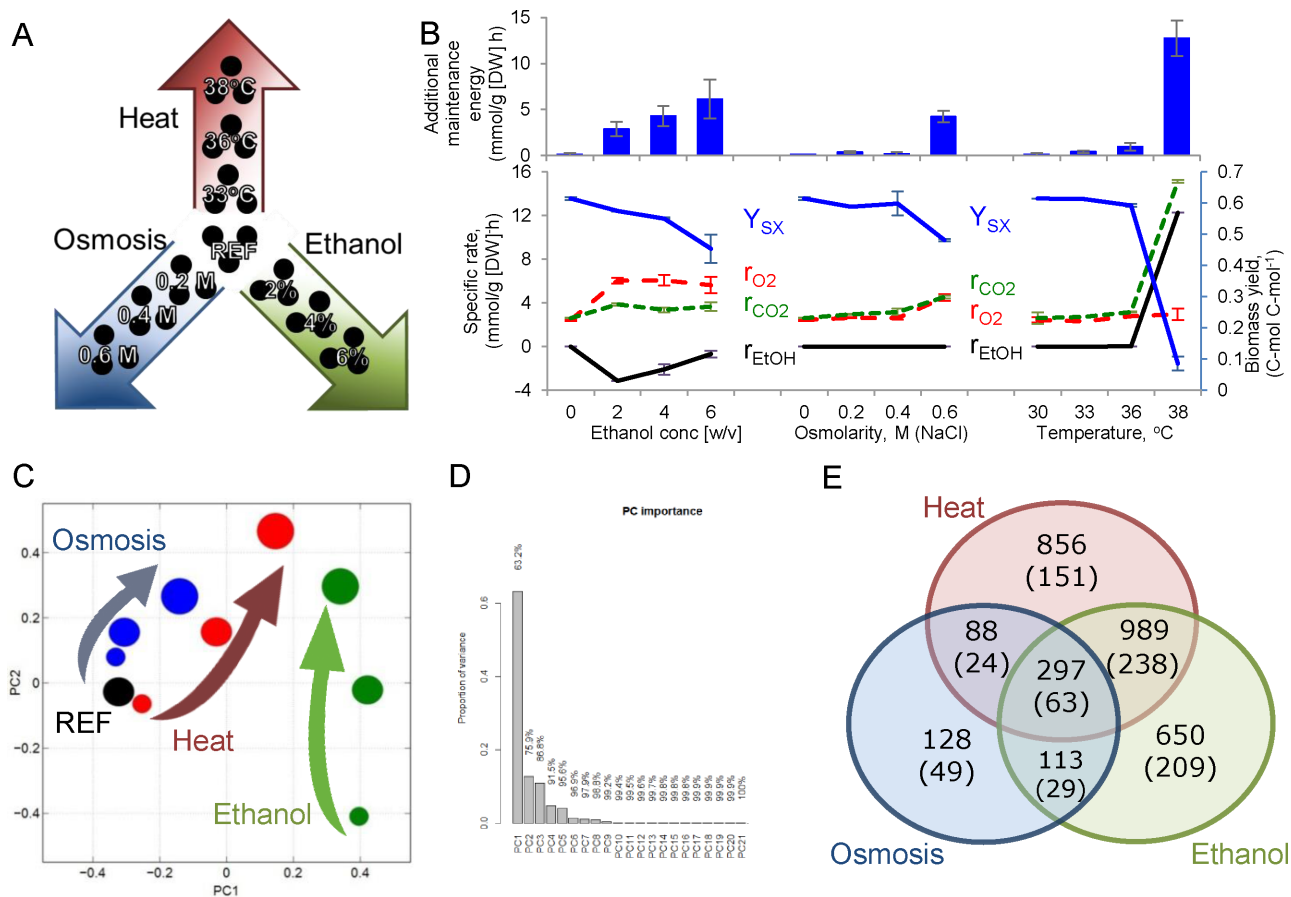 A
38ºC
Heat
36ºC
33ºC
Osmosis
REF
Ethanol
0.2 M
2%
0.4 M
4%
0.6 M
6%
B
Additional
maintenance
energy
(mmol/g [DW] h)
15
10
5
0
Specific rate,
(mmol/g [DW]·h)
16
12
8
4
0
-4
YSX
rO2
rCO2
rEtOH
rCO2
rO2
rEtOH
0.7
0.6
0.5
0.4
0.3
0.2
0.1
0
Biomass yield,
(C-mol C-mol-1)
0 2 4 6
0 0.2 0.4 0.6
30 33 36 38
Ethanol conc [w/v]
Osmolarity, M (NaCl)
Temperature, ºC
C
Osmosis
REF
Heat
Ethanol
PC2
0.4
0.2
0
−0.2
−0.4
−0.4 −0.2 0 0.2 0.4
PC1
D
PC importance
Proportion of variance
0.6
0.4
0.2
0.0
63.2%
75.9%
86.8%
91.5%
95.6%
96.9%
97.9%
98.8%
99.2%
99.4%
99.5%
99.6%
99.7%
99.8%
99.8%
99.8%
99.9%
99.9%
99.9%
99.9%
100%
PC1
PC2
PC3
PC4
PC5
PC6
PC7
PC8
PC9
PC10
PC11
PC12
PC13
PC14
PC15
PC16
PC17
PC18
PC19
PC20
PC21
E
Heat
856
(151)
88
(24)
989
(238)
297
(63)
128
(49)
113
(29)
650
(209)
Osmosis
Ethanol